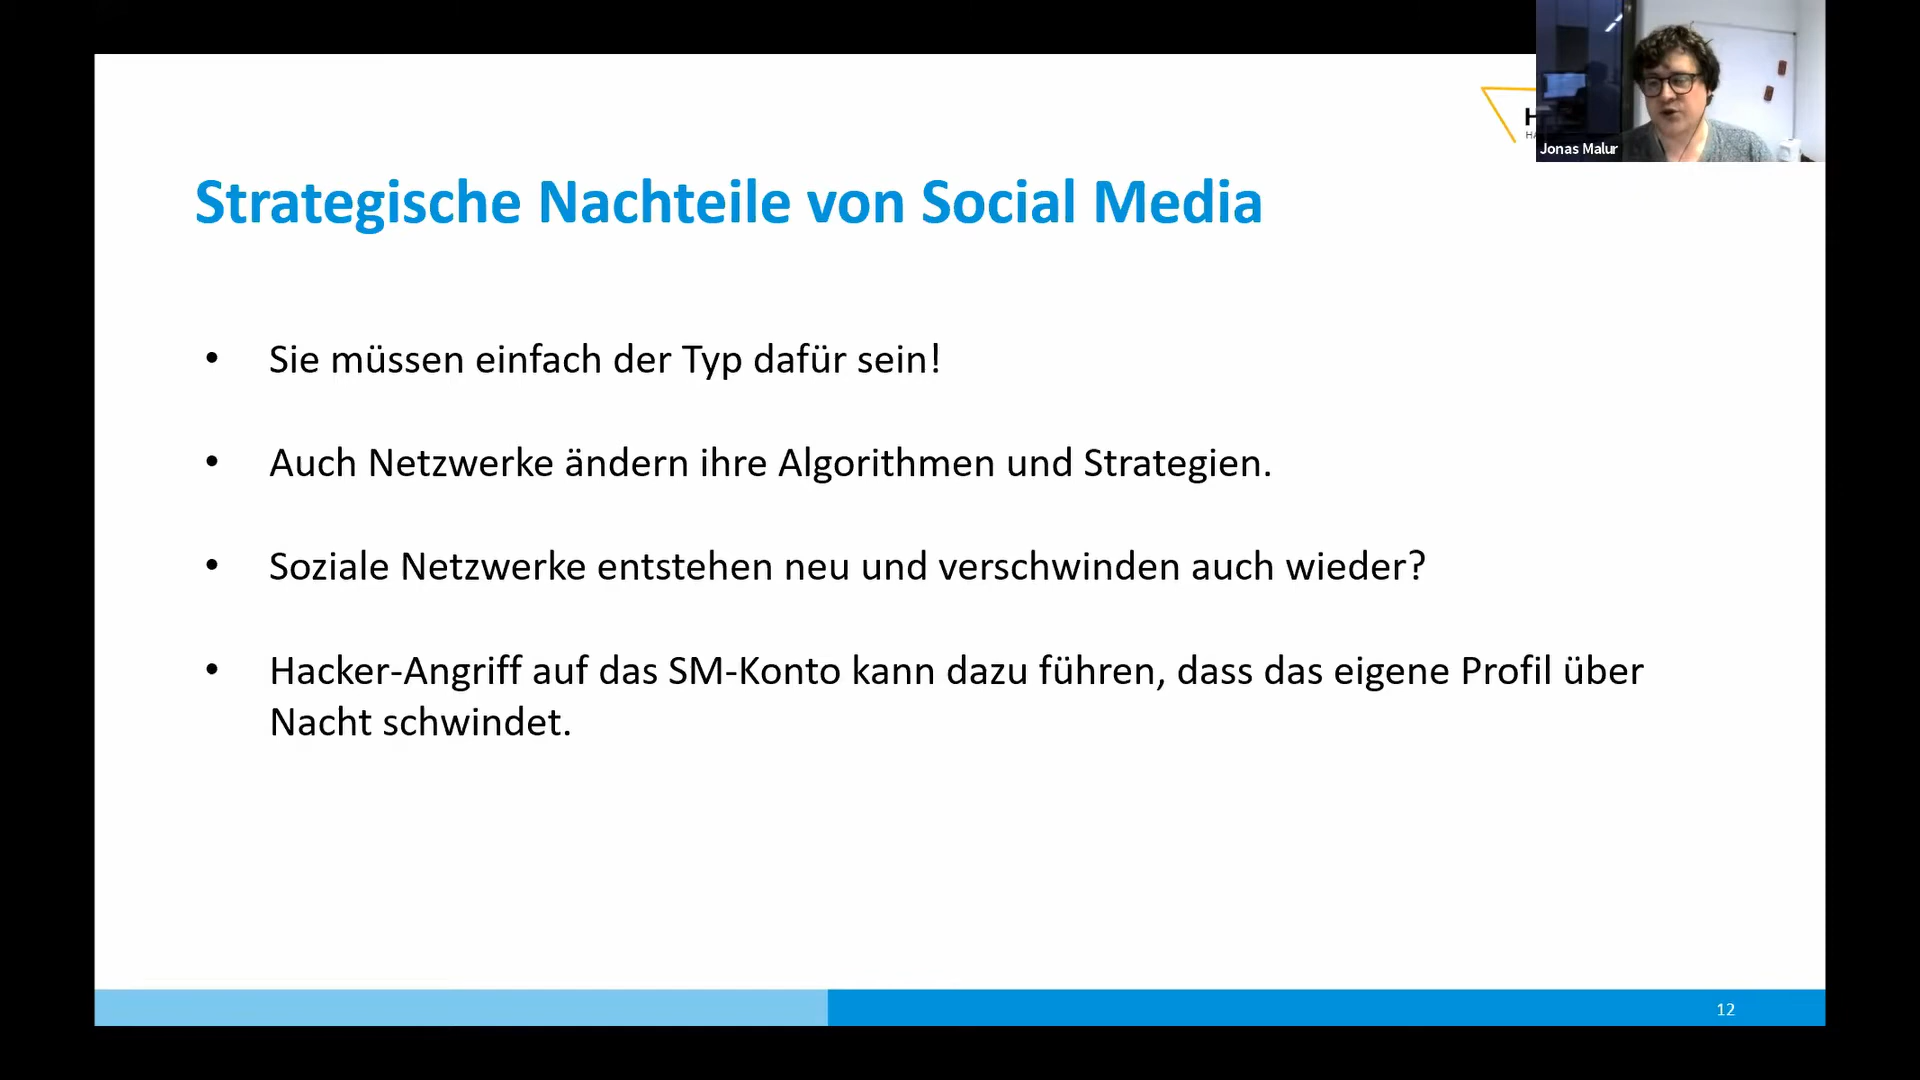 Jonas Malur
Strategische Nachteile von Social Media
• Sie müssen einfach der Typ dafür sein!
• Auch Netzwerke ändern ihre Algorithmen und Strategien.
• Soziale Netzwerke entstehen neu und verschwinden auch wieder?
• Hacker-Angriff auf das SM-Konto kann dazu führen, dass das eigene Profil über
Nacht schwindet.
12